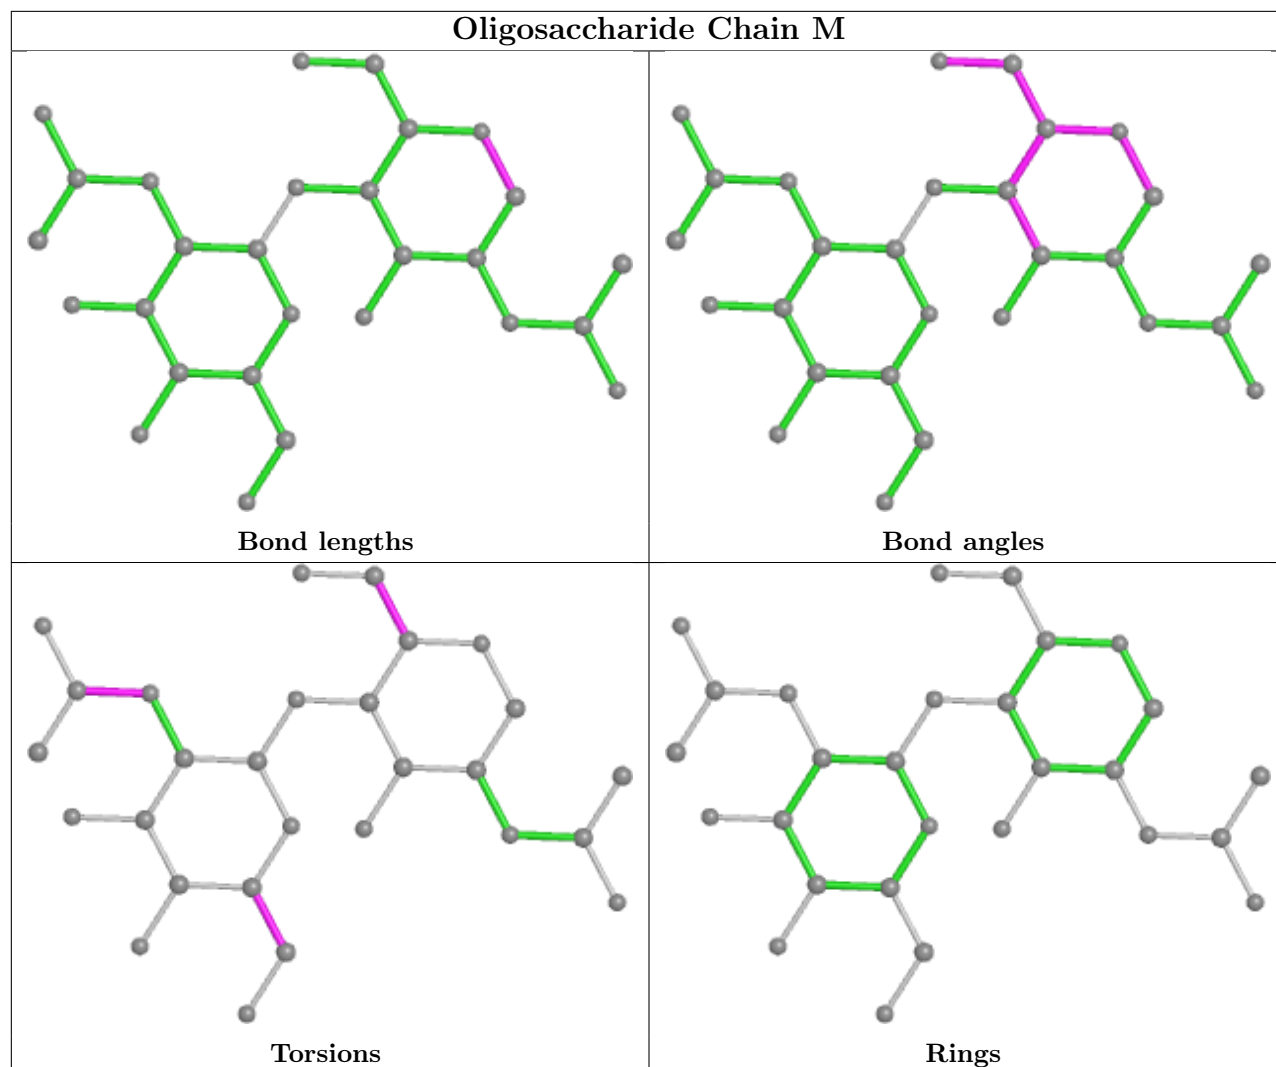 Oligosaccharide Chain M
Bond lengths
Bond angles
Torsions
Rings